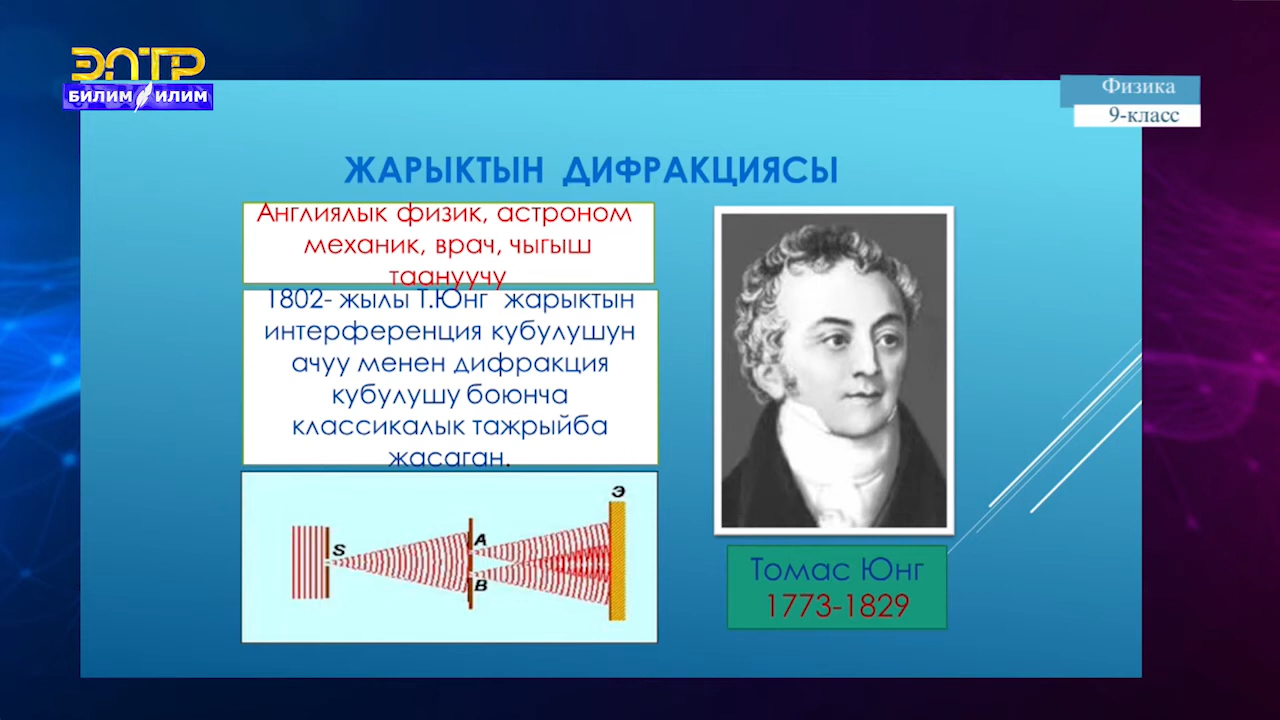 ЭЛТР
БИЛИМ ИЛИМ
Физика
9-класс
ЖАРЫКТЫН ДИФРАКЦИЯСЫ
Англиялык физик, астроном
механик, врач, чыгыш
таануучу
1802- жылы Т.Юнг жарыктын
интерференция кубулушун
ачуу менен дифракция
кубулушу боюнча
классикалык тажрыйба
жасаган.
S
A
B
Э
Томас Юнг
1773-1829